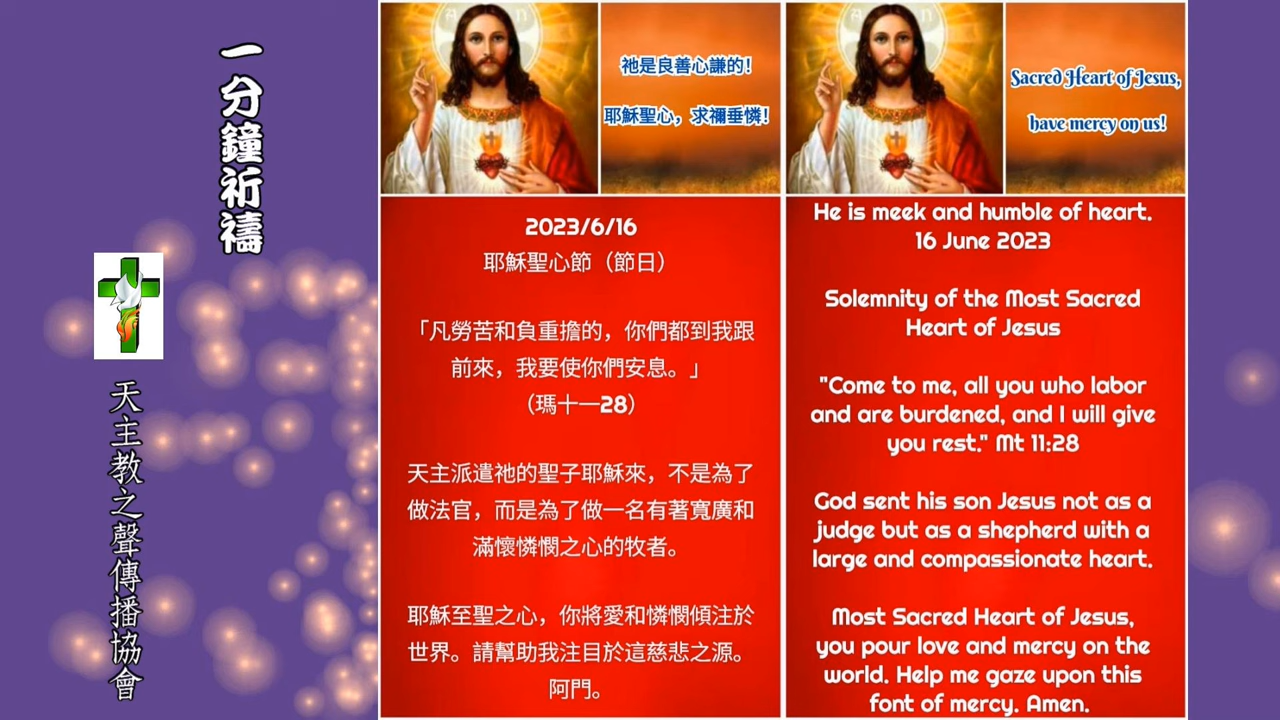 一分鐘祈禱
天主教之聲傳播協會
祂是良善心謙的!
耶穌聖心，求禰垂憐!
2023/6/16
耶穌聖心節（節日）
「凡勞苦和負重擔的，你們都到我跟
前來，我要使你們安息。」
（瑪十一28）
天主派遣祂的聖子耶穌來，不是為了
做法官，而是為了做一名有著寬廣和
滿懷憐憫之心的牧者。
耶穌至聖之心，你將愛和憐憫傾注於
世界。請幫助我注目於這慈悲之源。
阿門。
Sacred Heart of Jesus,
have mercy on us!
He is meek and humble of heart.
16 June 2023
Solemnity of the Most Sacred
Heart of Jesus
"Come to me, all you who labor
and are burdened, and I will give
you rest." Mt 11:28
God sent his son Jesus not as a
judge but as a shepherd with a
large and compassionate heart.
Most Sacred Heart of Jesus,
you pour love and mercy on the
world. Help me gaze upon this
font of mercy. Amen.